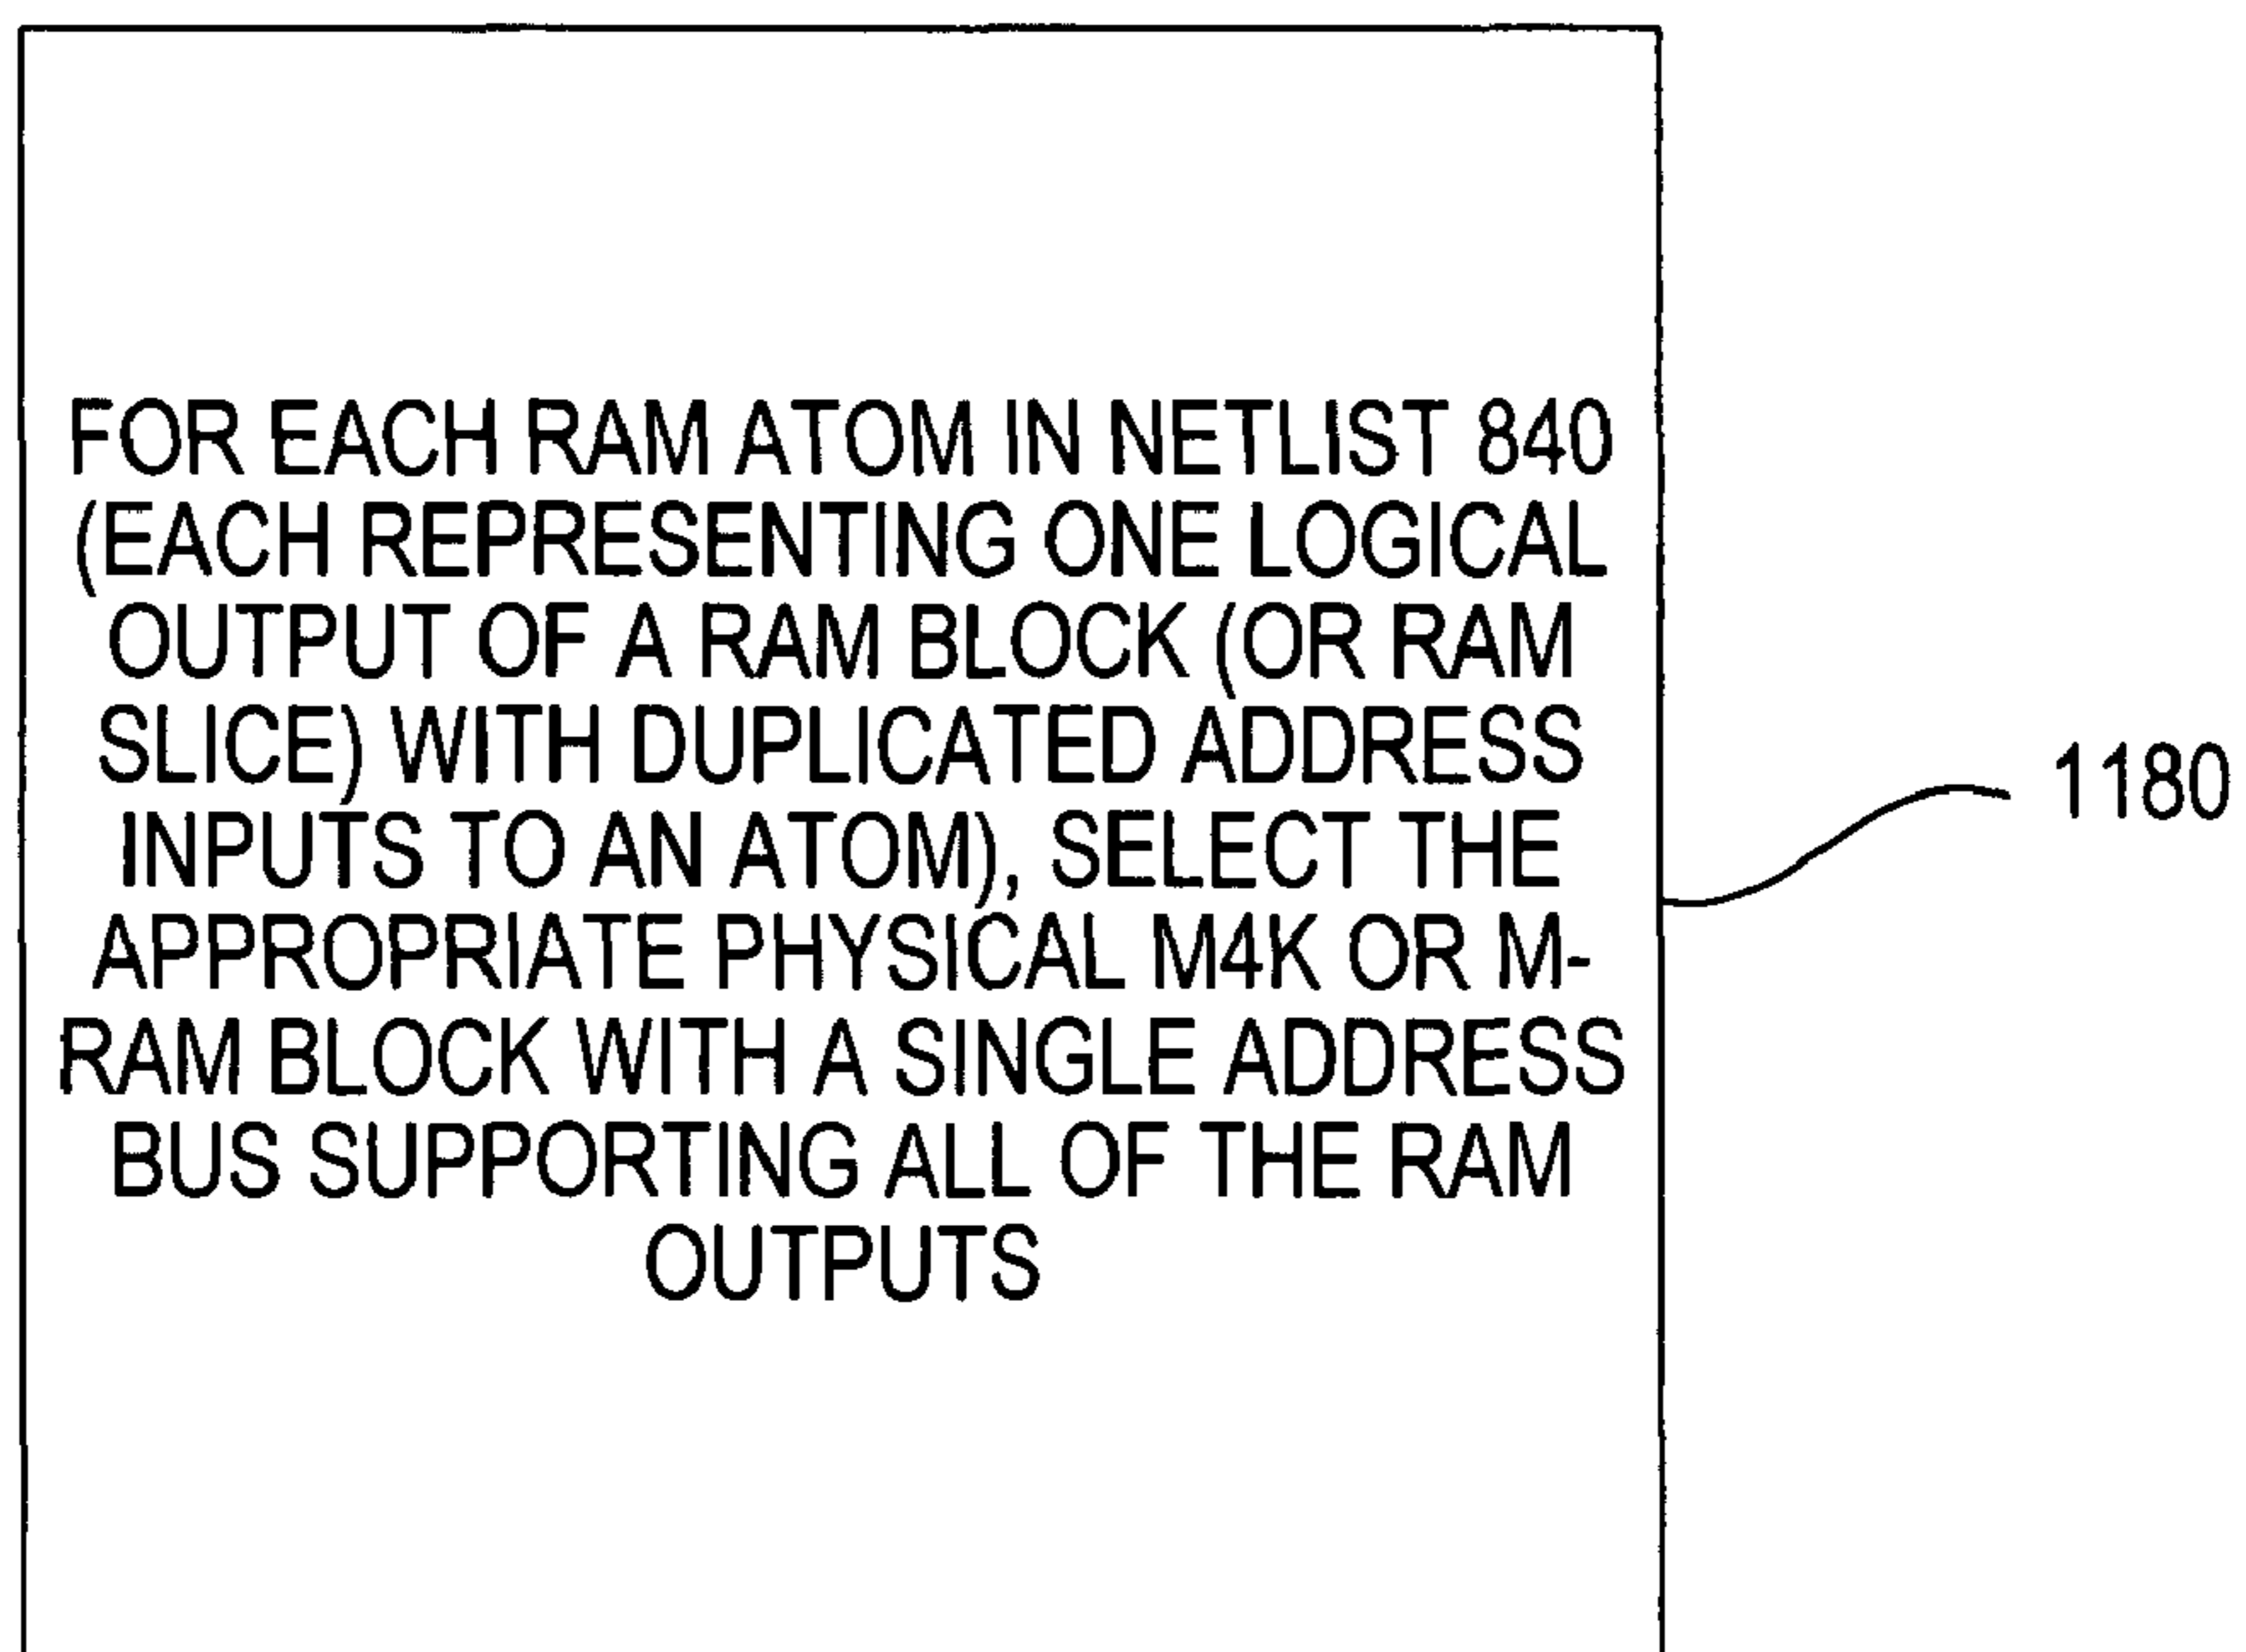 FOR EACH RAM ATOM IN NETLIST 840
(EACH REPRESENTING ONE LOGICAL
OUTPUT OF A RAM BLOCK (OR RAM
SLICE) WITH DUPLICATED ADDRESS
INPUTS TO AN ATOM), SELECT THE
APPROPRIATE PHYSICAL M4K OR M-
RAM BLOCK WITH A SINGLE ADDRESS
BUS SUPPORTING ALL OF THE RAM
OUTPUTS
1180